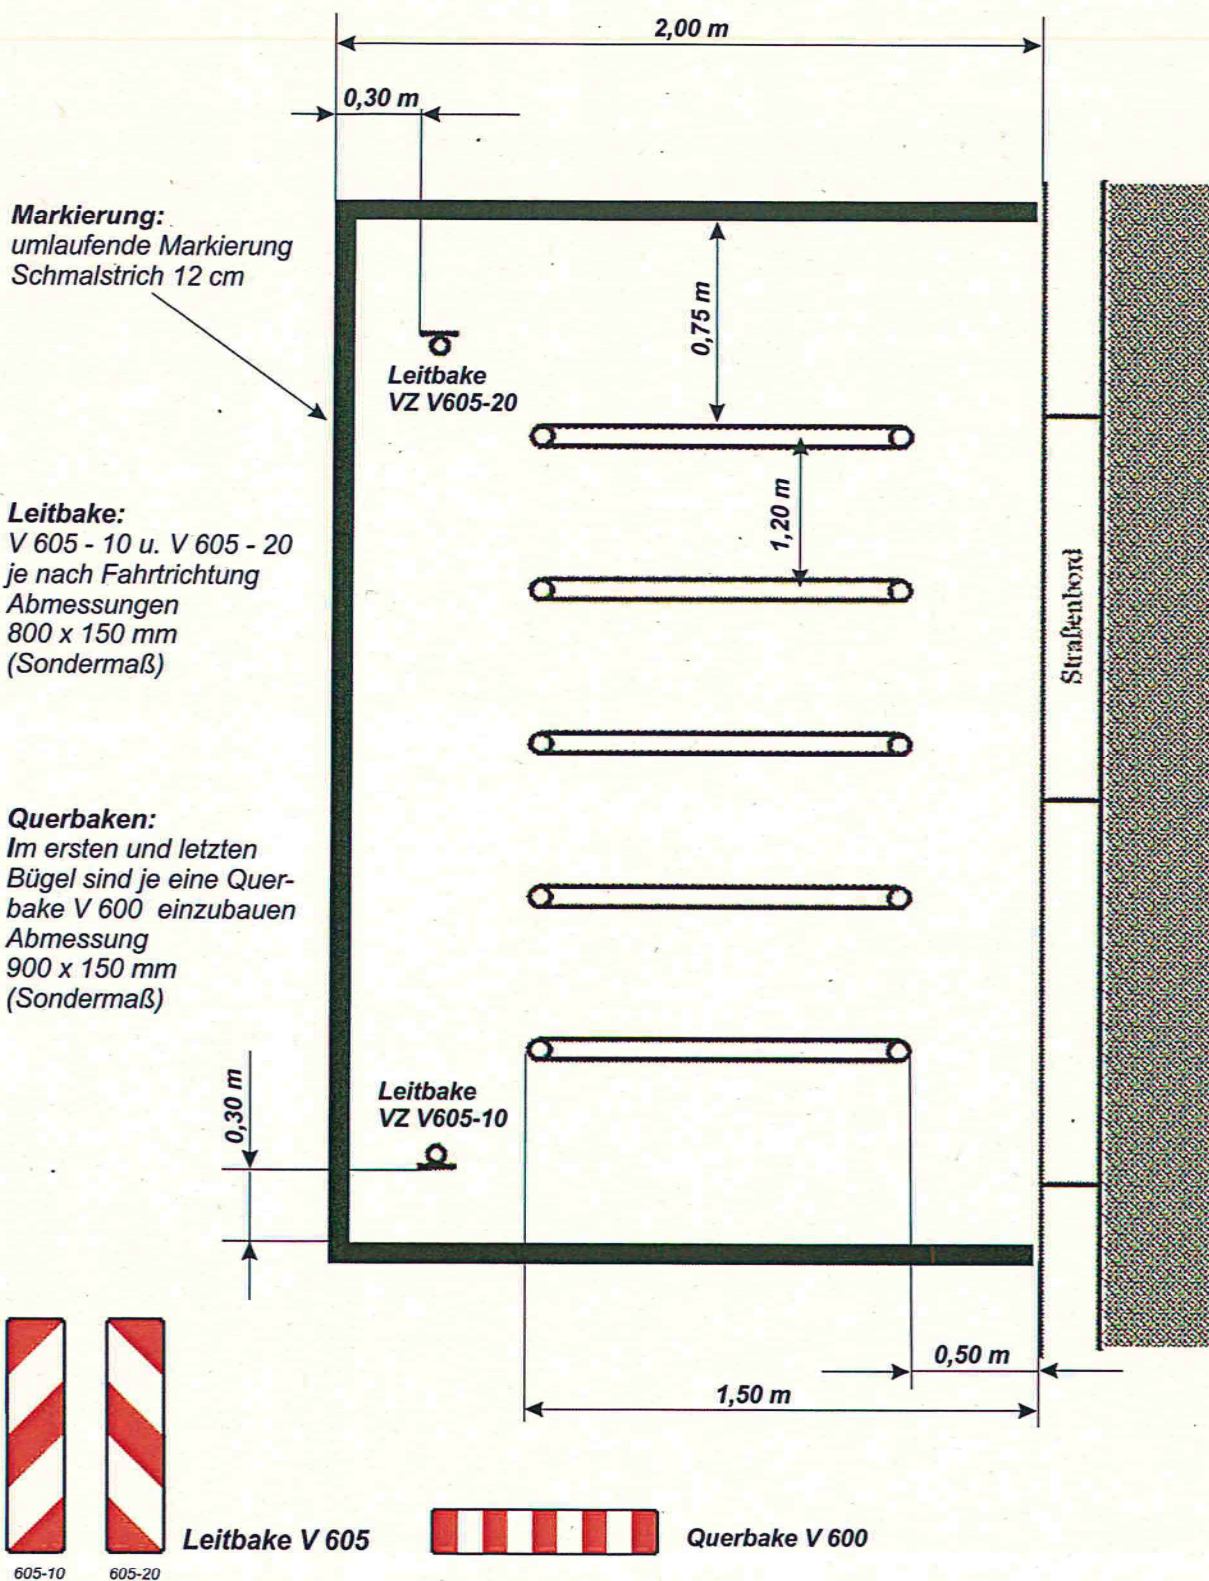 2,00 m
0,30 m
Markierung:
umlaufende Markierung
Schmalstrich 12 cm
0,75 m
Leitbake
VZ V605-20
1,20 m
Leitbake:
V 605 - 10 u. V 605 - 20
je nach Fahrtrichtung
Abmessungen
800 x 150 mm
(Sondermaß)
Straßenbord
Querbaken:
Im ersten und letzten
Bügel sind je eine Quer-
bake V 600 einzubauen
Abmessung
900 x 150 mm
(Sondermaß)
0,30 m
Leitbake
VZ V605-10
0,50 m
1,50 m
Leitbake V 605
Querbake V 600
605-10
605-20